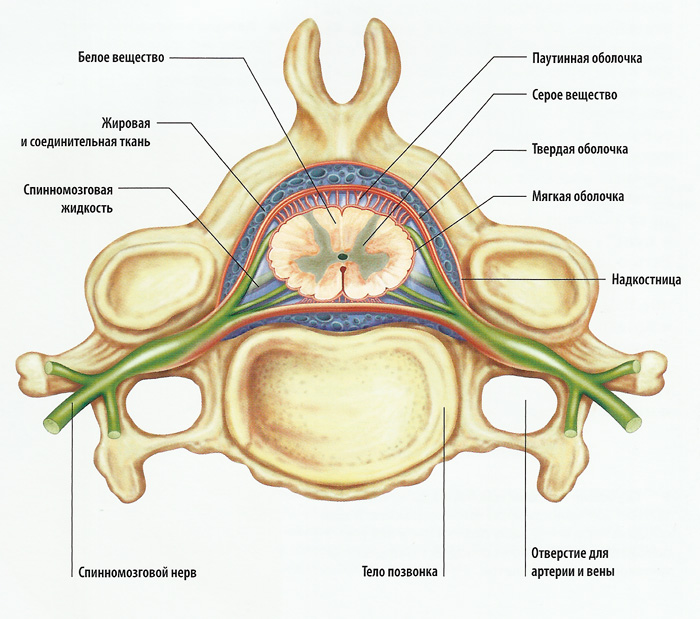 Белое вещество
Жировая
и соединительная ткань
Спинномозговая
жидкость
Паутинная оболочка
Серое вещество
Твердая оболочка
Мягкая оболочка
Надкостница
Спинномозговой нерв
Тело позвонка
Отверстие для
артерии и вены